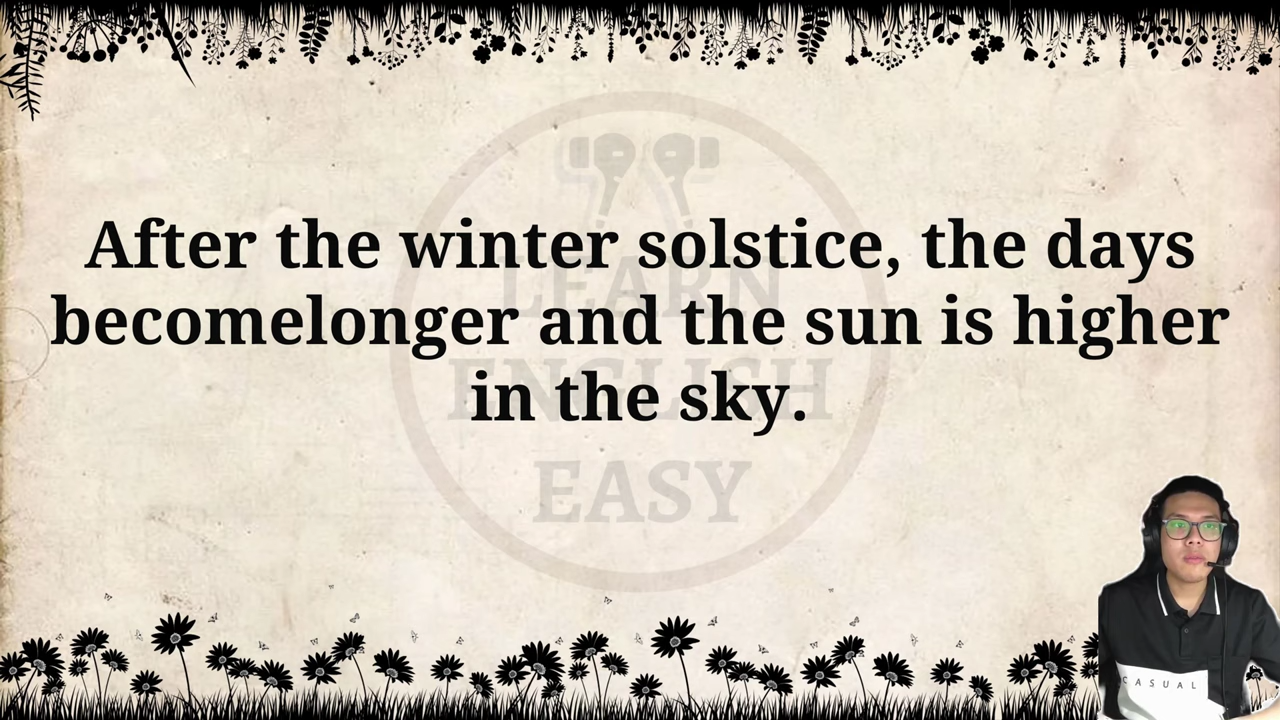 After the winter solstice, the days
becomelonger and the sun is higher
in the sky.
LEARN
ENGLISH
EASY
CASUAL